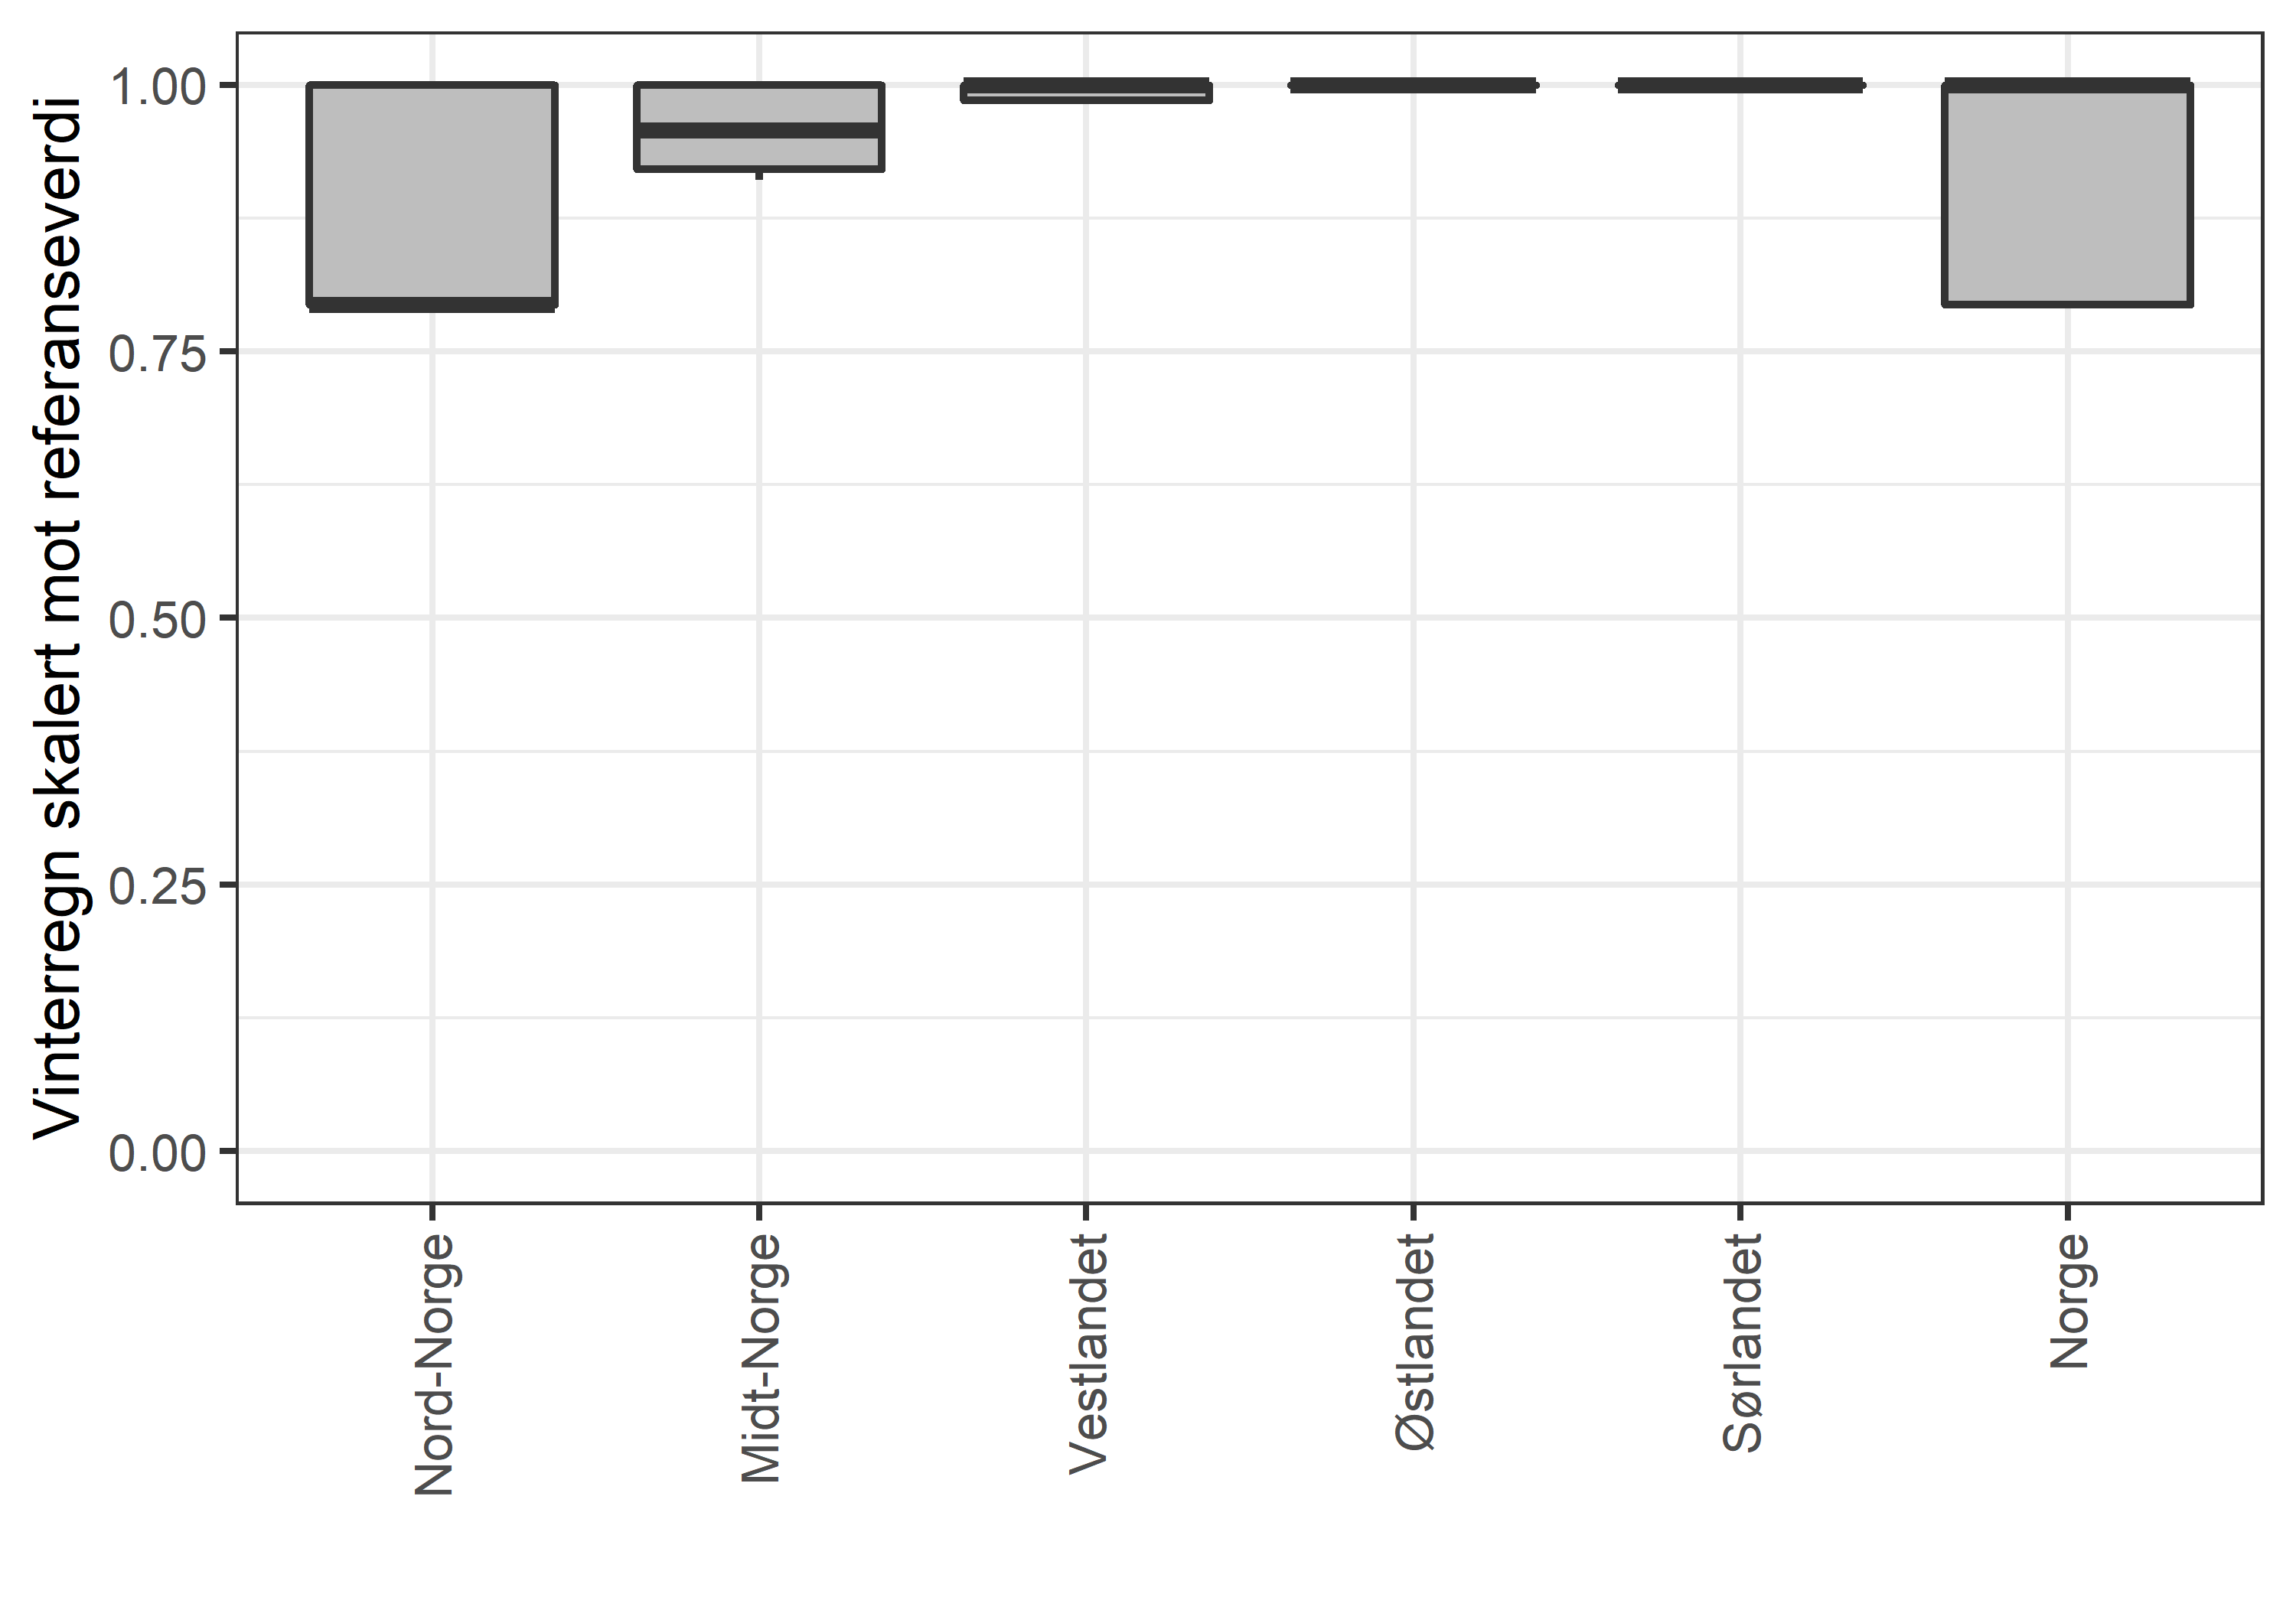 Vinterregn skalert mot referanseverdi
1.00
0.75
0.50
0.25
0.00
Nord-Norge
Midt-Norge
Vestlandet
Østlandet
Sørlandet
Norge